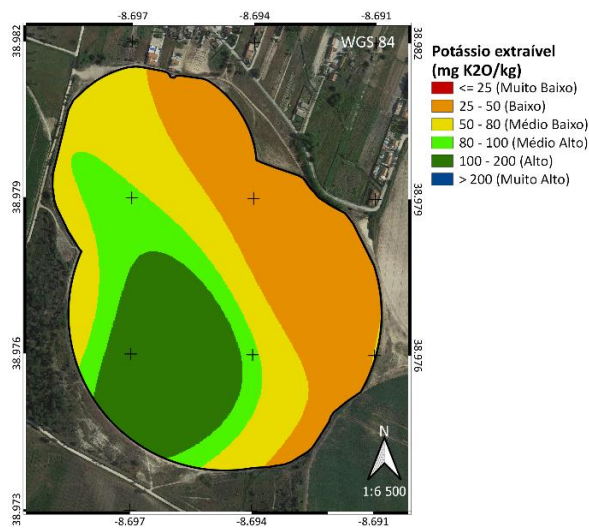 -8.697 -8.694 -8.691
38.982 WGS 84 38.982
Potássio extraível
(mg K2O/kg)
<= 25 (Muito Baixo)
25 - 50 (Baixo)
50 - 80 (Médio Baixo)
80 - 100 (Médio Alto)
100 - 200 (Alto)
> 200 (Muito Alto)
38.979 38.979
38.976 38.976
N
1:6 500
38.973
-8.697 -8.694 -8.691